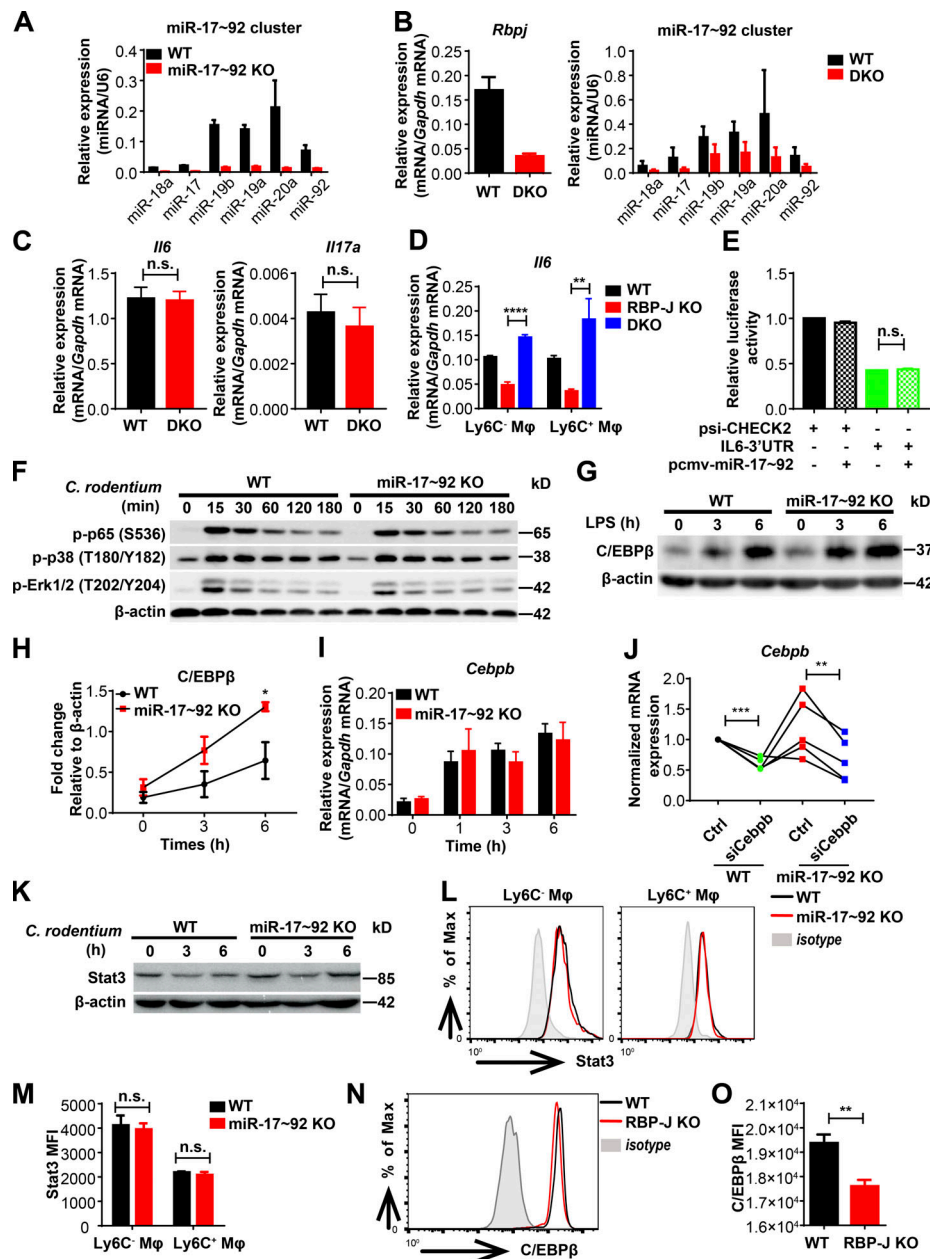 A
miR-17~92 cluster
WT
miR-17~92 KO
Relative expression
(miRNA/U6)
0.4
0.3
0.2
0.1
0.0
miR-18a
miR-17
miR-19b
miR-19a
miR-20a
miR-92
B
Rbpj
Relative expression
(mRNA/Gapdh mRNA)
0.25
0.20
0.15
0.10
0.05
0.00
WT
DKO
miR-17~92 cluster
WT
DKO
Relative expression
(miRNA/U6)
1.0
0.8
0.6
0.4
0.2
0.0
miR-18a
miR-17
miR-19b
miR-19a
miR-20a
miR-92
C
Il6
n.s.
Relative expression
(mRNA/Gapdh mRNA)
1.5
1.0
0.5
0.0
WT
DKO
Il17a
n.s.
Relative expression
(mRNA/Gapdh mRNA)
0.006
0.004
0.002
0.000
WT
DKO
D
Il6
WT
RBP-J KO
DKO
****
**
Relative expression
(mRNA/Gapdh mRNA)
0.25
0.20
0.15
0.10
0.05
0.00
Ly6C- Mφ
Ly6C+ Mφ
E
Relative luciferase
activity
1.5
1.0
0.5
0.0
n.s.
psi-CHECK2 + + - -
IL6-3'UTR - - + +
pcmv-miR-17~92 - + - +
F
C. rodentium WT miR-17~92 KO kD
(min) 0 15 30 60 120 180 0 15 30 60 120 180
p-p65 (S536) 65
p-p38 (T180/Y182) 38
p-Erk1/2 (T202/Y204) 42
β-actin 42
G
WT miR-17~92 KO kD
LPS (h) 0 3 6 0 3 6
C/EBPβ 37
β-actin 42
H
C/EBPβ
WT
miR-17~92 KO
*
Fold change
Relative to β-actin
1.5
1.0
0.5
0.0
0 3 6
Times (h)
I
Cebpb
WT
miR-17~92 KO
Relative expression
(mRNA/Gapdh mRNA)
0.20
0.15
0.10
0.05
0.00
0 1 3 6
Time (h)
J
Cebpb
***
**
Normalized mRNA
expression
2.0
1.5
1.0
0.5
0.0
Ctrl
siCebpb
Ctrl
siCebpb
WT
miR-17~92 KO
K
C. rodentium WT miR-17~92 KO kD
(h) 0 3 6 0 3 6
Stat3 85
β-actin 42
L
Ly6C- Mφ
Ly6C+ Mφ
WT
miR-17~92 KO
isotype
% of Max
0
10⁰
0
10⁰
Stat3
M
n.s.
n.s.
WT
miR-17~92 KO
Stat3 MFI
5000
4000
3000
2000
1000
0
Ly6C- Mφ
Ly6C+ Mφ
N
WT
RBP-J KO
isotype
% of Max
0
10⁰
C/EBPβ
O
**
C/EBPβ MFI
2.1×10⁴
2.0×10⁴
1.9×10⁴
1.8×10⁴
1.7×10⁴
1.6×10⁴
WT
RBP-J KO